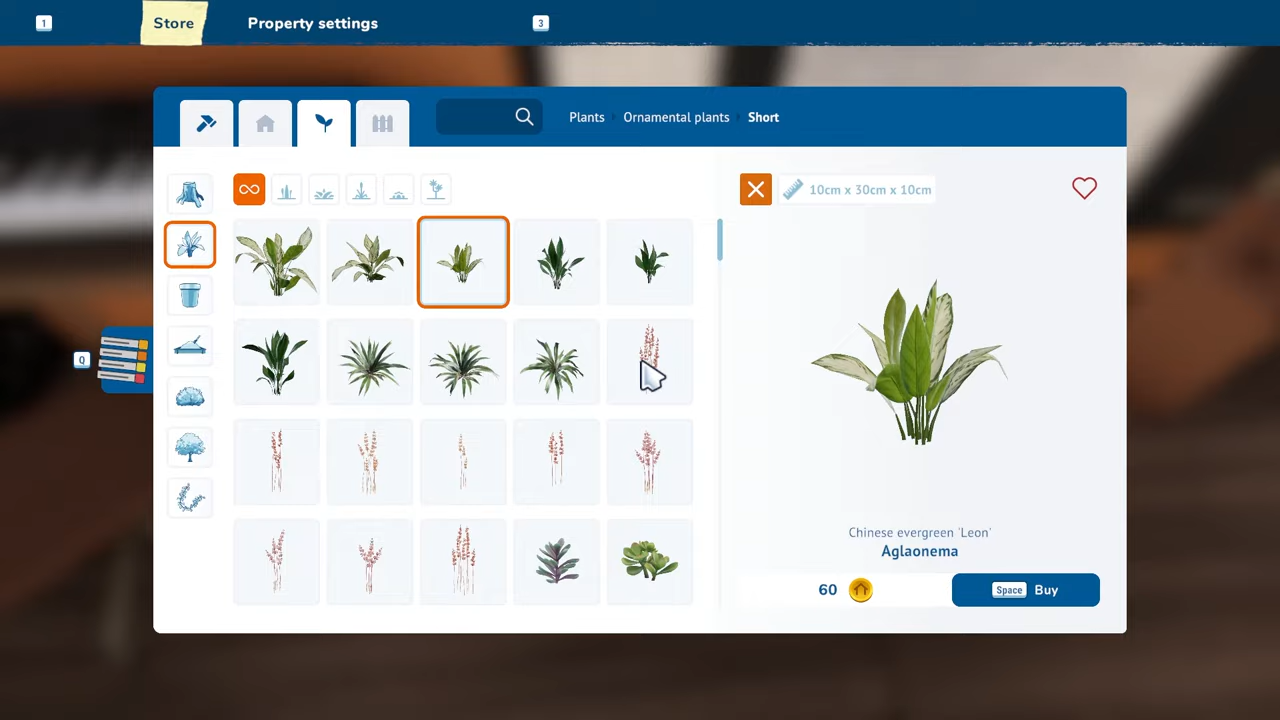 1
Store
Property settings
3
Plants
Ornamental plants
Short
10cm x 30cm x 10cm
Q
Chinese evergreen 'Leon'
Aglaonema
60
Space
Buy